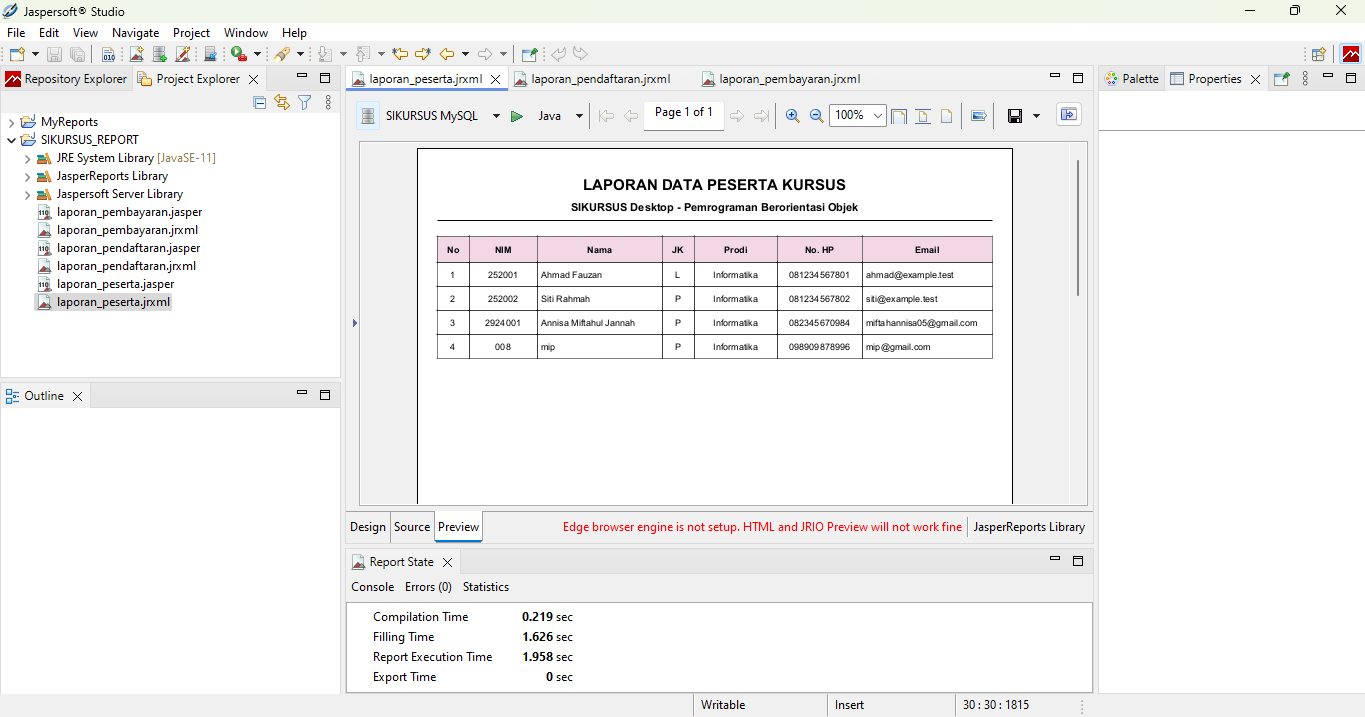 Jaspersoft® Studio
File Edit View Navigate Project Window Help
Repository Explorer Project Explorer
MyReports
SIKURSUS_REPORT
JRE System Library [JavaSE-11]
JasperReports Library
Jaspersoft Server Library
laporan_pembayaran.jasper
laporan_pembayaran.jrxml
laporan_pendaftaran.jasper
laporan_pendaftaran.jrxml
laporan_peserta.jasper
laporan_peserta.jrxml
Outline
laporan_peserta.jrxml laporan_pendaftaran.jrxml laporan_pembayaran.jrxml
SIKURSUS MySQL Java Page 1 of 1 100%
LAPORAN DATA PESERTA KURSUS
SIKURSUS Desktop - Pemrograman Berorientasi Objek
No NIM Nama JK Prodi No. HP Email
1 252001 Ahmad Fauzan L Informatika 081234567801 ahmad@example.test
2 252002 Siti Rahmah P Informatika 081234567802 siti@example.test
3 2924001 Annisa Miftahul Jannah P Informatika 082345670984 miftahannisa05@gmail.com
4 008 mip P Informatika 098909878996 mip@gmail.com
Design Source Preview Edge browser engine is not setup. HTML and JRIO Preview will not work fine JasperReports Library
Report State
Console Errors (0) Statistics
Compilation Time 0.219 sec
Filling Time 1.626 sec
Report Execution Time 1.958 sec
Export Time 0 sec
Palette Properties
Writable Insert 30 : 30 : 1815